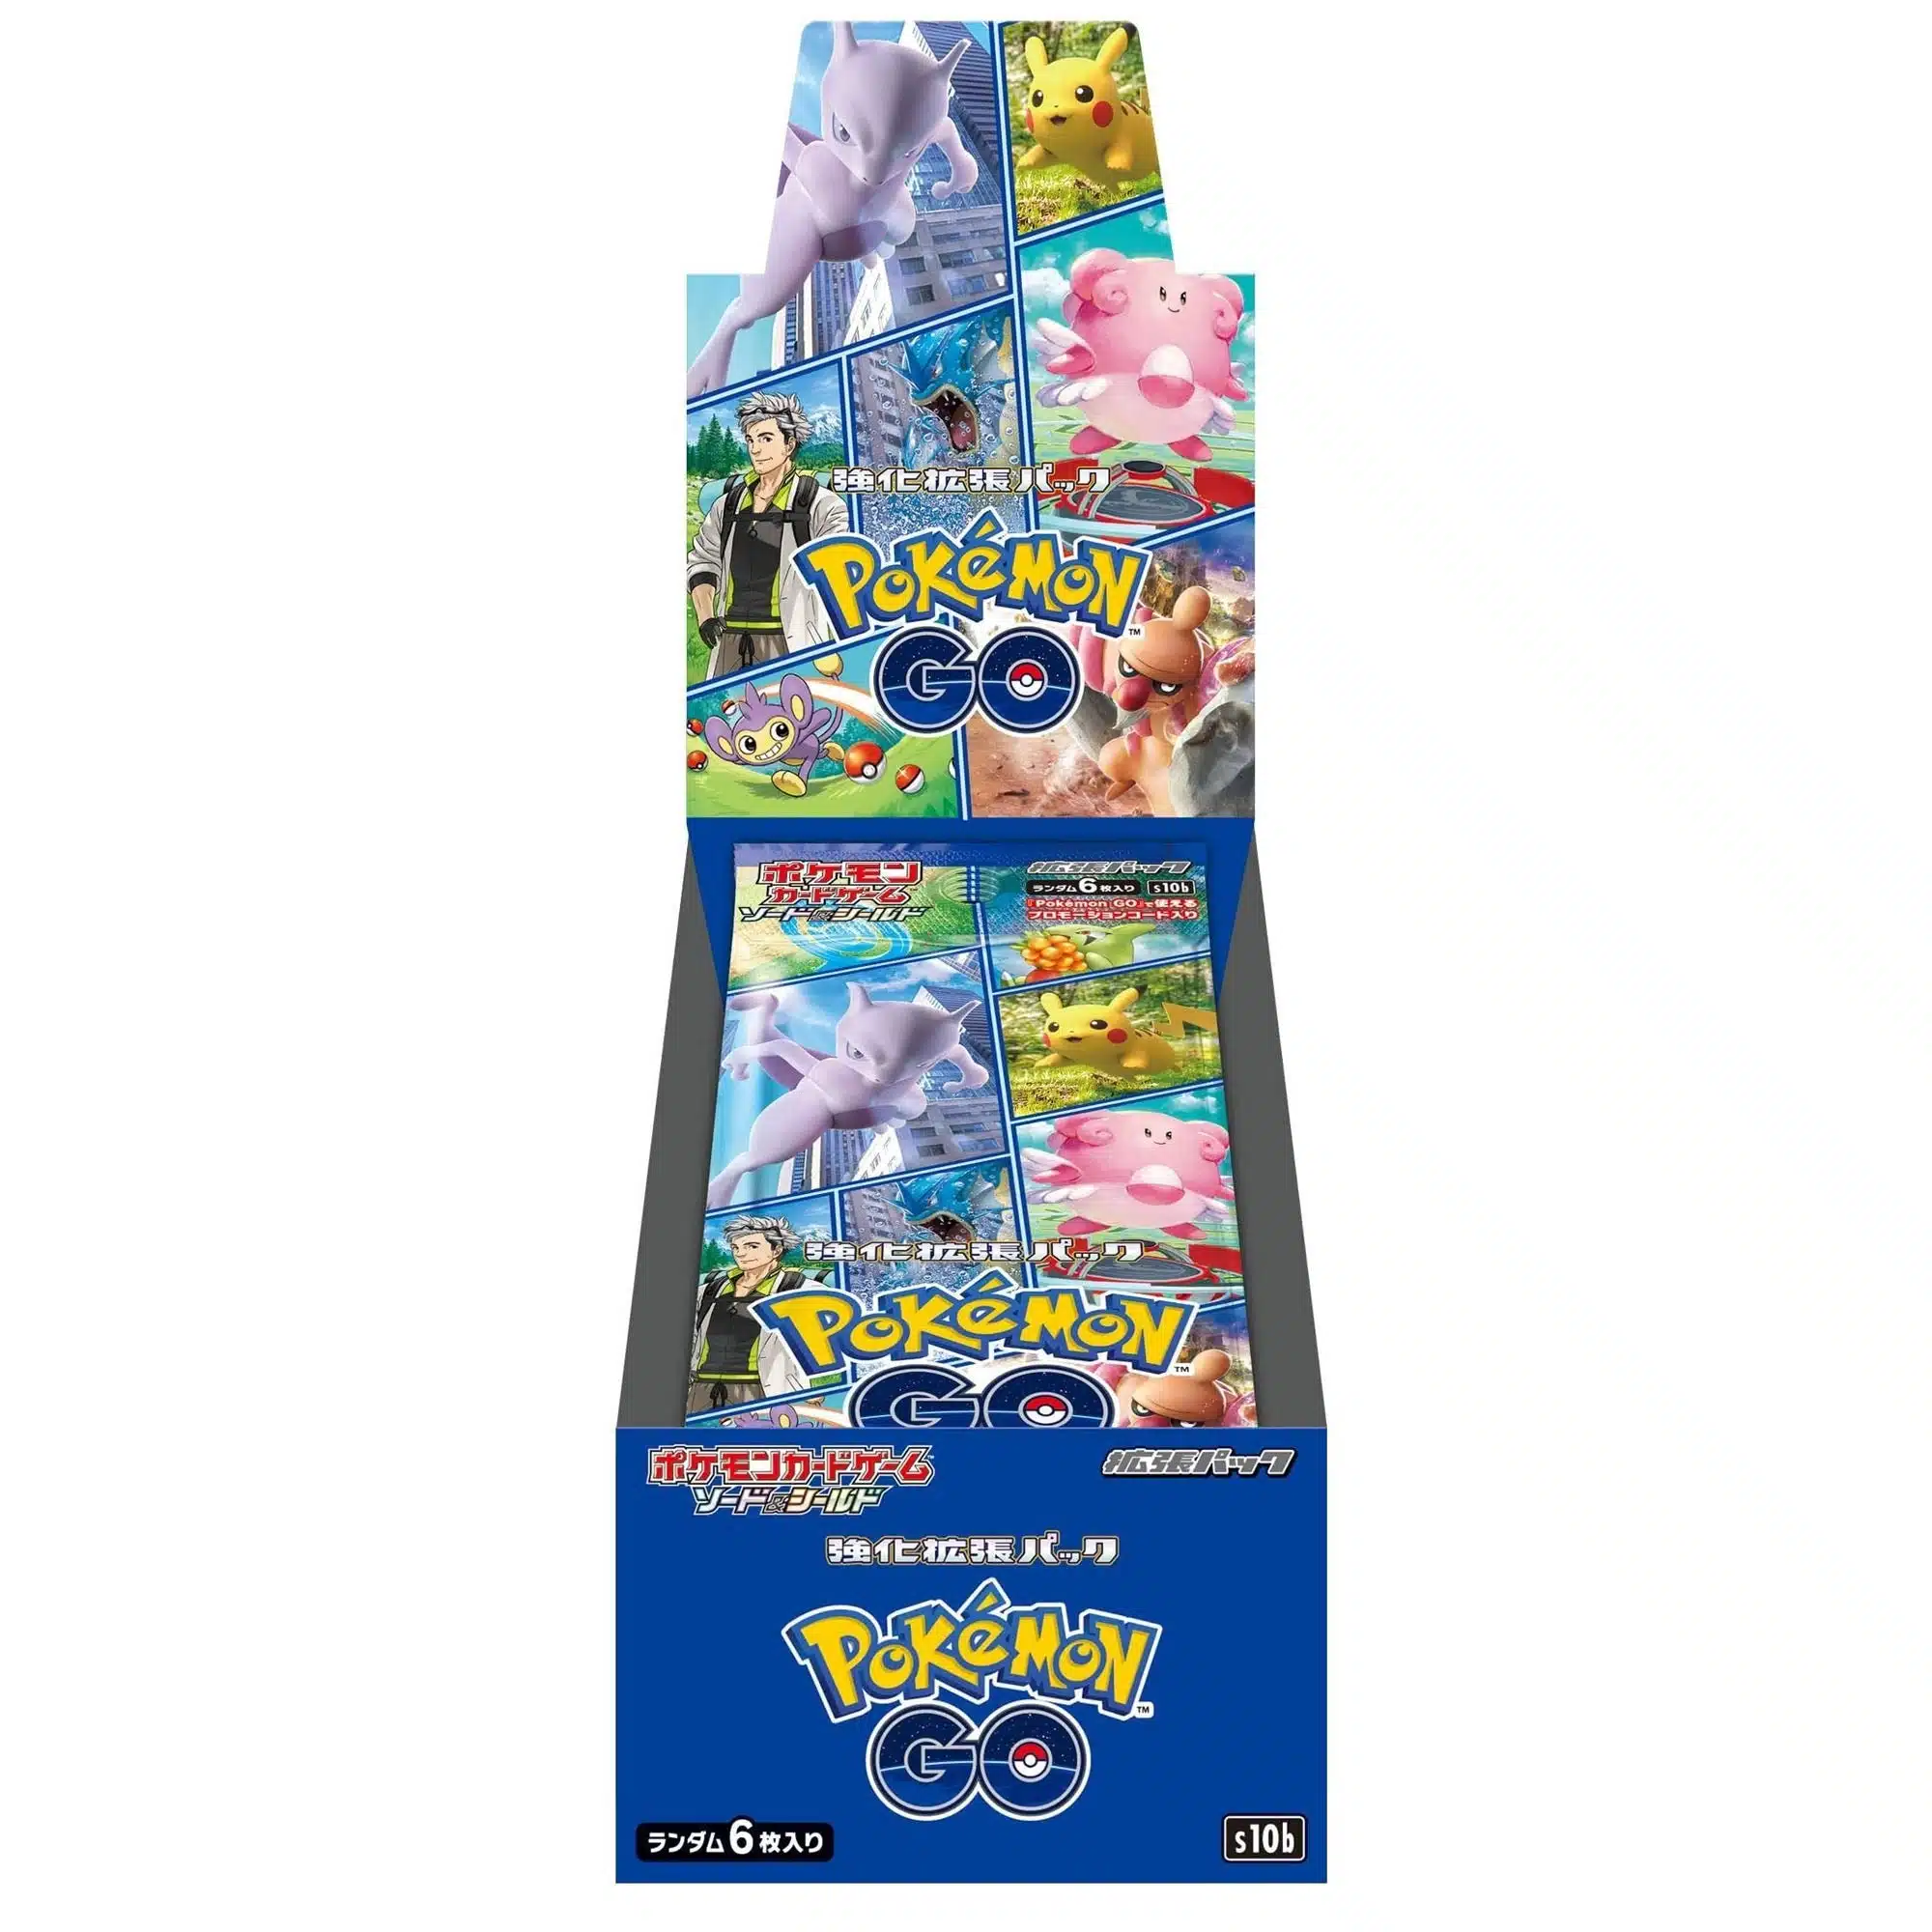 強化拡張パック
POKéMON
TM
GO
ポケモン
カードゲーム
ソード&シールド
拡張パック
ランダム6枚入り s10b
『Pokémon GO』で使える
プロモーションコード入り
強化拡張パック
POKéMON
TM
GO
ポケモンカードゲーム
ソード&シールド
拡張パック
強化拡張パック
POKéMON
TM
GO
ランダム6枚入り
s10b